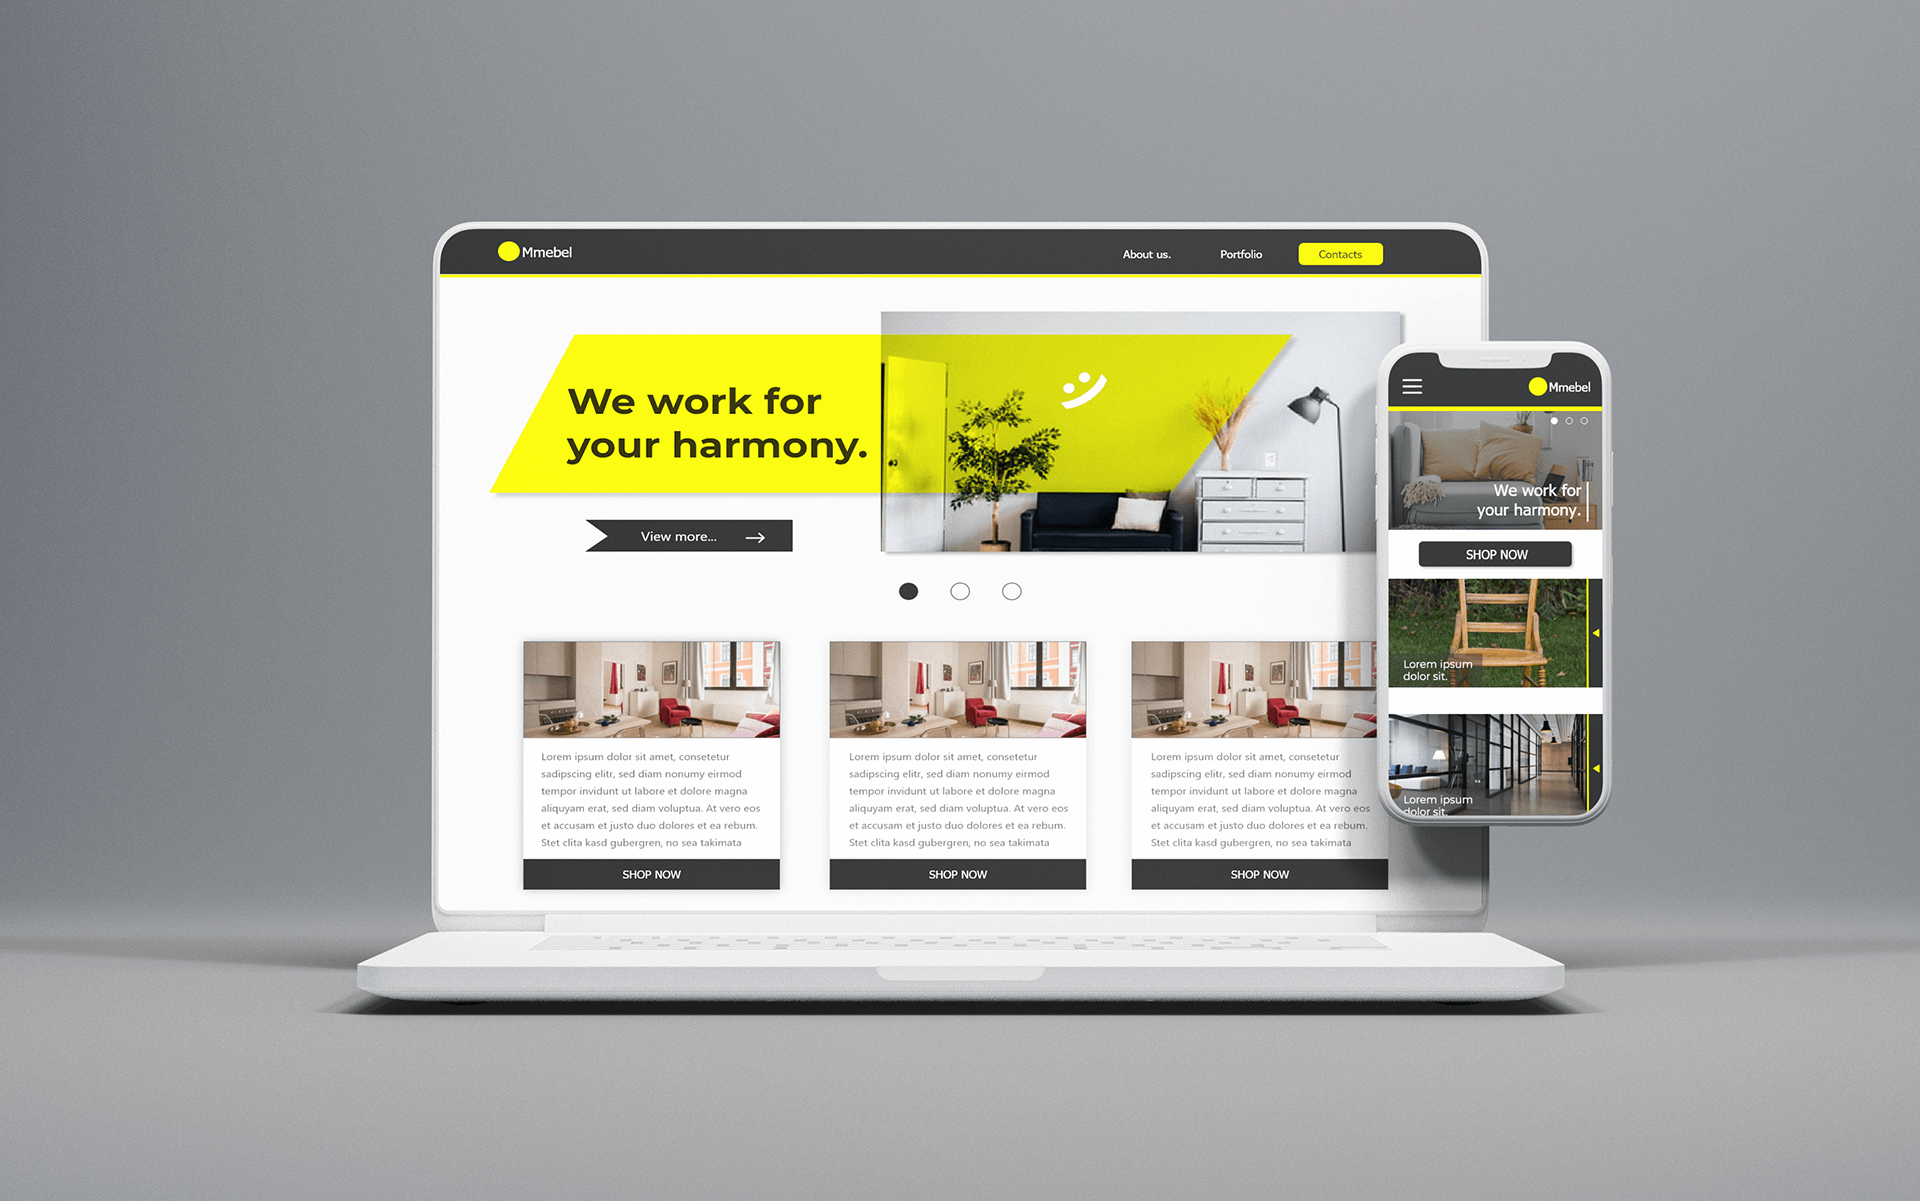 Mmebel
About us.
Portfolio
Contacts
We work for
your harmony.
View more...
Lorem ipsum dolor sit amet, consetetur
sadipscing elitr, sed diam nonumy eirmod
tempor invidunt ut labore et dolore magna
aliquyam erat, sed diam voluptua. At vero eos
et accusam et justo duo dolores et ea rebum.
Stet clita kasd gubergren, no sea takimata
SHOP NOW
Lorem ipsum dolor sit amet, consetetur
sadipscing elitr, sed diam nonumy eirmod
tempor invidunt ut labore et dolore magna
aliquyam erat, sed diam voluptua. At vero eos
et accusam et justo duo dolores et ea rebum.
Stet clita kasd gubergren, no sea takimata
SHOP NOW
Lorem ipsum dolor sit amet, consetetur
sadipscing elitr, sed diam nonumy eirmod
tempor invidunt ut labore et dolore magna
aliquyam erat, sed diam voluptua. At vero eos
et accusam et justo duo dolores et ea rebum.
Stet clita kasd gubergren, no sea takimata
SHOP NOW
Mmebel
We work for
your harmony.
SHOP NOW
Lorem ipsum
dolor sit.
Lorem ipsum
dolor sit.